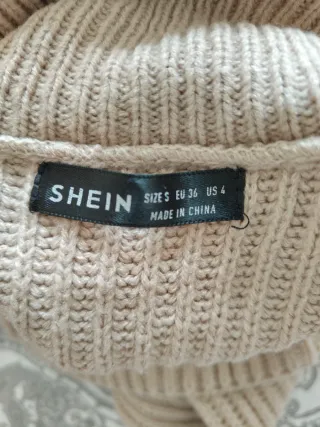 SHEIN SIZE S EU 36 US 4
MADE IN CHINA